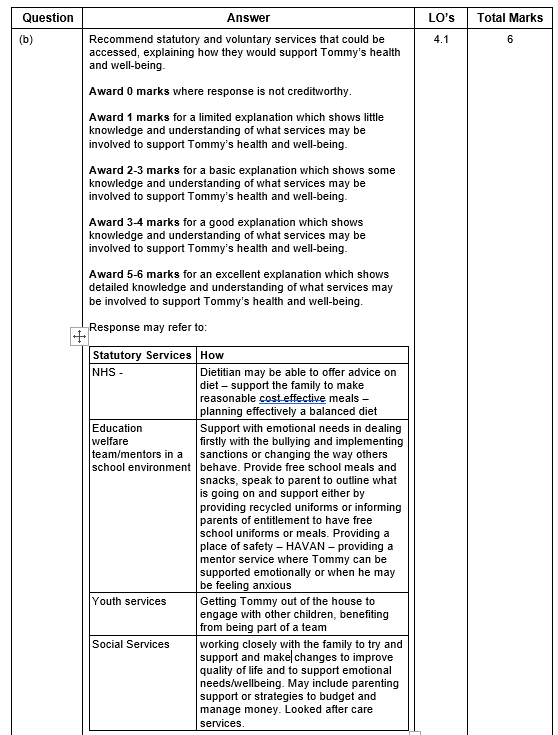 Question Answer LO's Total Marks
(b) Recommend statutory and voluntary services that could be 4.1 6
accessed, explaining how they would support Tommy's health
and well-being.
Award 0 marks where response is not creditworthy.
Award 1 marks for a limited explanation which shows little
knowledge and understanding of what services may be
involved to support Tommy's health and well-being.
Award 2-3 marks for a basic explanation which shows some
knowledge and understanding of what services may be
involved to support Tommy's health and well-being.
Award 3-4 marks for a good explanation which shows
knowledge and understanding of what services may be
involved to support Tommy's health and well-being.
Award 5-6 marks for an excellent explanation which shows
detailed knowledge and understanding of what services may
be involved to support Tommy's health and well-being.
Response may refer to:
Statutory Services How
NHS - Dietitian may be able to offer advice on
diet – support the family to make
reasonable cost effective meals –
planning effectively a balanced diet
Education Support with emotional needs in dealing
welfare firstly with the bullying and implementing
team/mentors in a sanctions or changing the way others
school environment behave. Provide free school meals and
snacks, speak to parent to outline what
is going on and support either by
providing recycled uniforms or informing
parents of entitlement to have free
school uniforms or meals. Providing a
place of safety – HAVAN – providing a
mentor service where Tommy can be
supported emotionally or when he may
be feeling anxious
Youth services Getting Tommy out of the house to
engage with other children, benefiting
from being part of a team
Social Services working closely with the family to try and
support and make changes to improve
quality of life and to support emotional
needs/wellbeing. May include parenting
support or strategies to budget and
manage money. Looked after care
services.